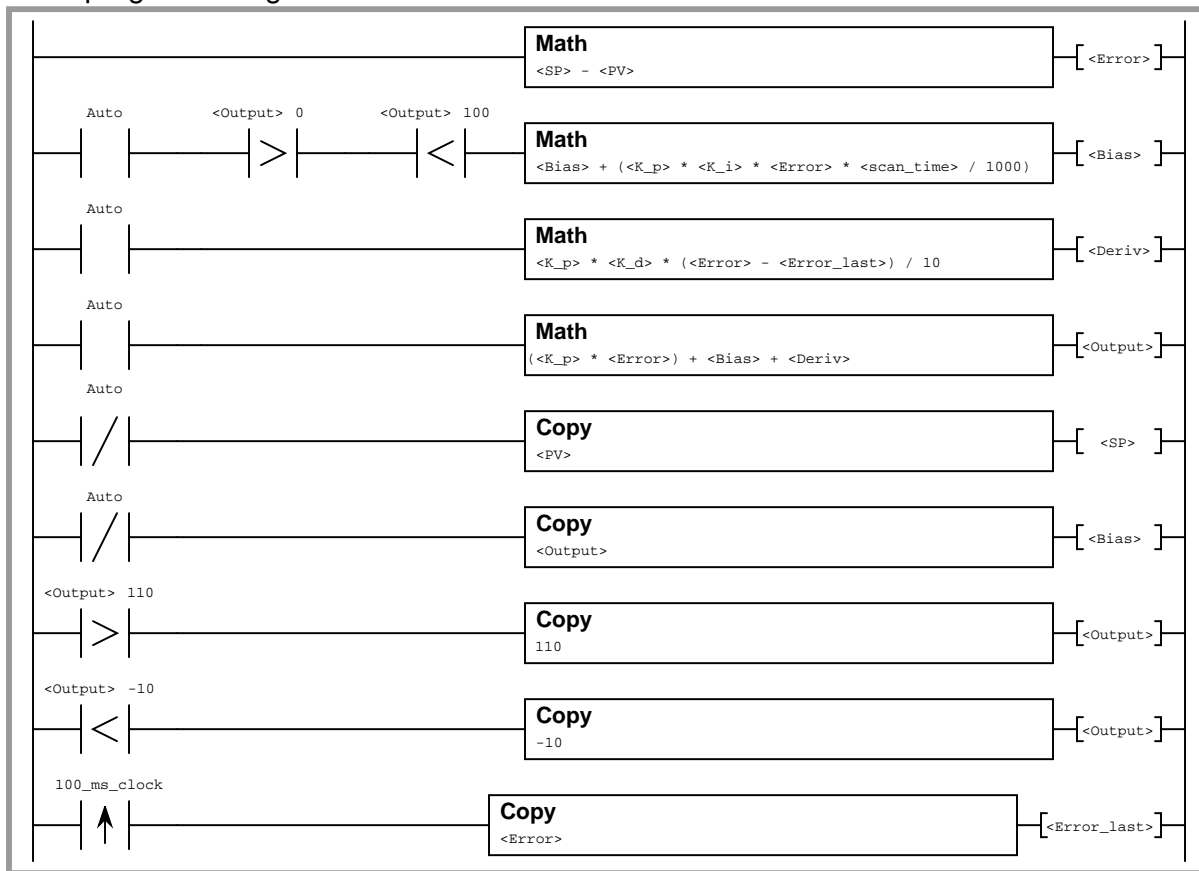 Math
<SP> - <PV>
<Error>
Auto
<Output> 0
<Output> 100
Math
<Bias> + (<K_p> * <K_i> * <Error> * <scan_time> / 1000)
<Bias>
Auto
Math
<K_p> * <K_d> * (<Error> - <Error_last>) / 10
<Deriv>
Auto
Math
(<K_p> * <Error>) + <Bias> + <Deriv>
<Output>
Auto
Copy
<PV>
<SP>
Auto
Copy
<Output>
<Bias>
<Output> 110
Copy
110
<Output>
<Output> -10
Copy
-10
<Output>
100_ms_clock
Copy
<Error>
<Error_last>